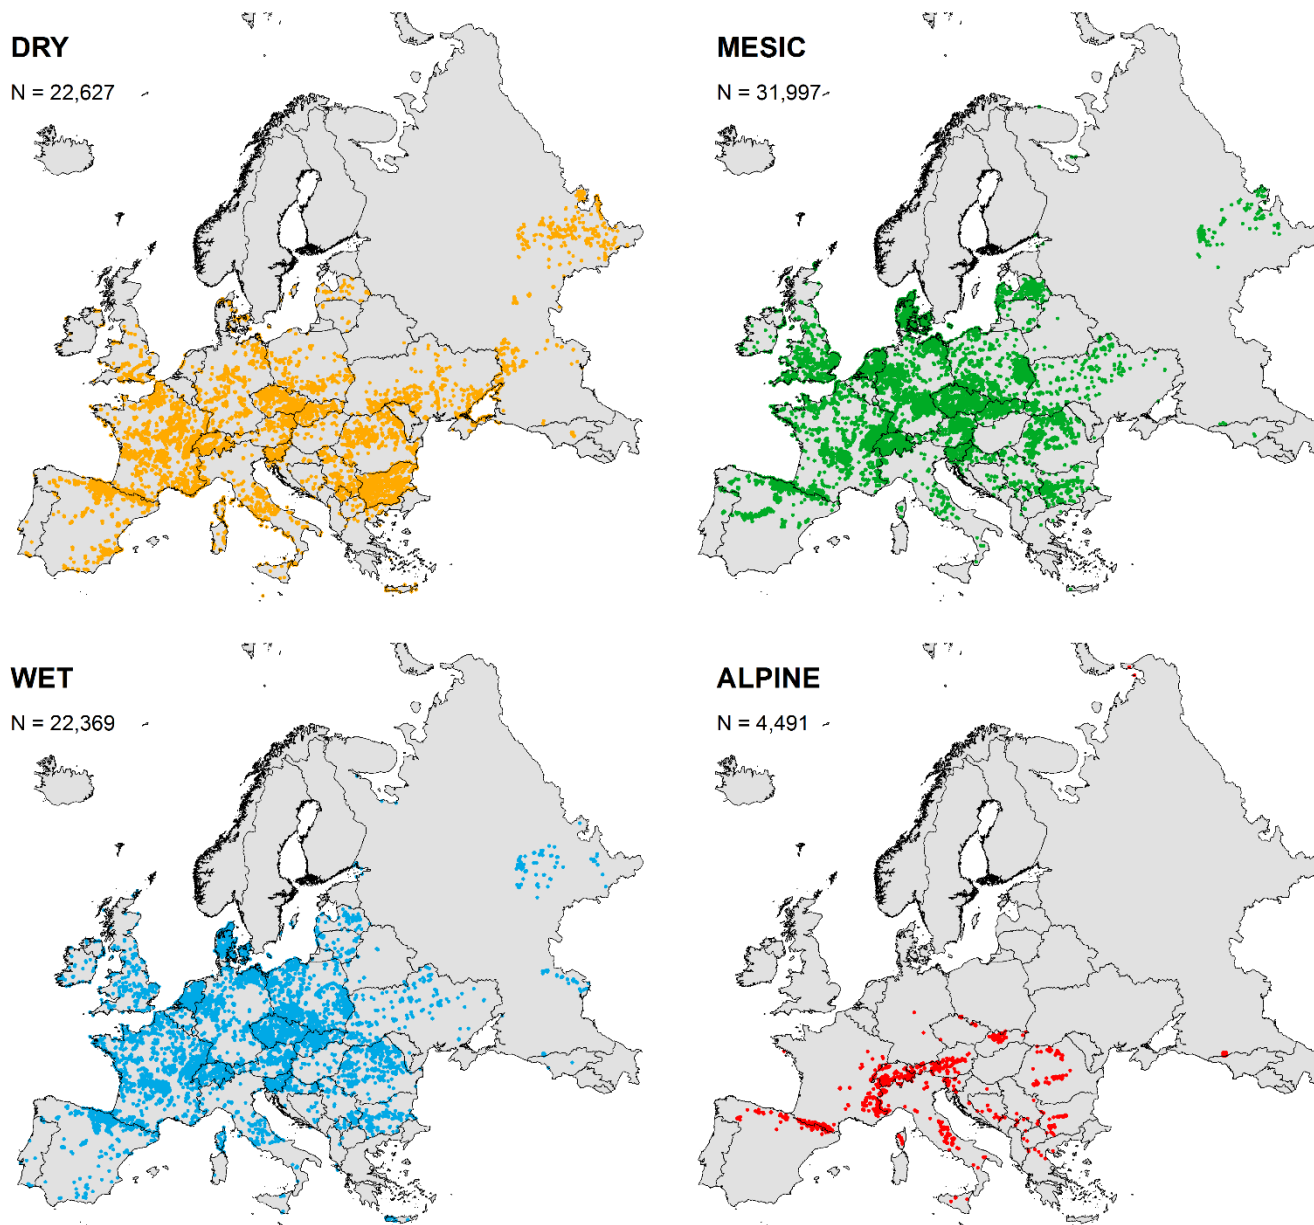 DRY
N = 22,627
MESIC
N = 31,997
WET
N = 22,369
ALPINE
N = 4,491